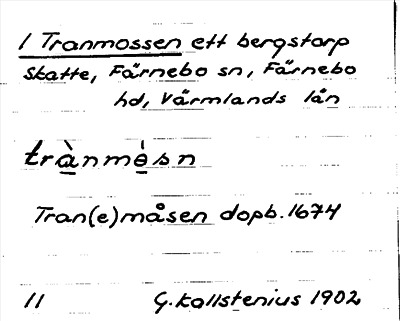 1 Tranmossen ett bergstorp
Skatte, Färnebo sn, Färnebo
hd, Värmlands län
trànmòsn
Tran(e)måsen dopb. 1674
11 G. Kallstenius 1902